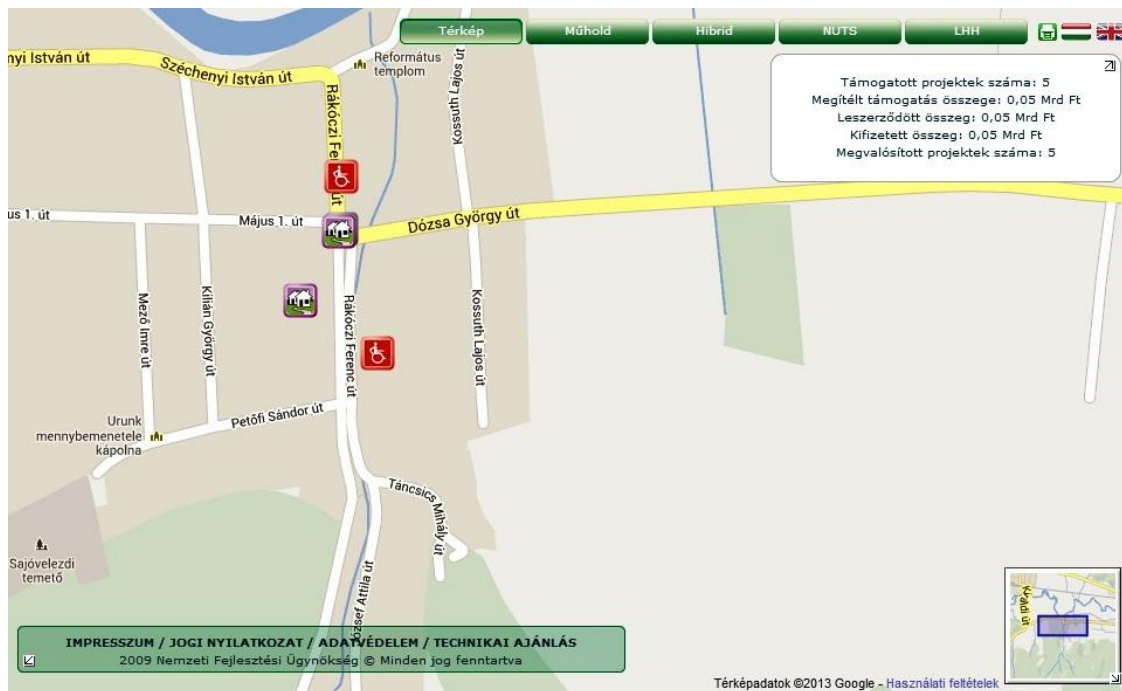 Térkép
Műhold
Hibrid
NUTS
LHH
Támogatott projektek száma: 5
Megítélt támogatás összege: 0,05 Mrd Ft
Leszerződött összeg: 0,05 Mrd Ft
Kifizetett összeg: 0,05 Mrd Ft
Megvalósított projektek száma: 5
nyi István út
Széchenyi István út
Református
templom
Kossuth Lajos út
Rákóczi Fe
út
us 1. út
Május 1. út
Dózsa György út
Mező Imre út
Kilián György út
Rákóczi Ferenc út
Kossuth Lajos út
Petőfi Sándor út
Urunk
mennybemenetele
kápolna
Táncsics Mihály út
Sajóvelezdi
temető
József Attila út
IMPRESSZUM / JOGI NYILATKOZAT / ADATVÉDELEM / TECHNIKAI AJÁNLÁS
2009 Nemzeti Fejlesztési Ügynökség © Minden jog fenntartva
Térképadatok ©2013 Google - Használati feltételek